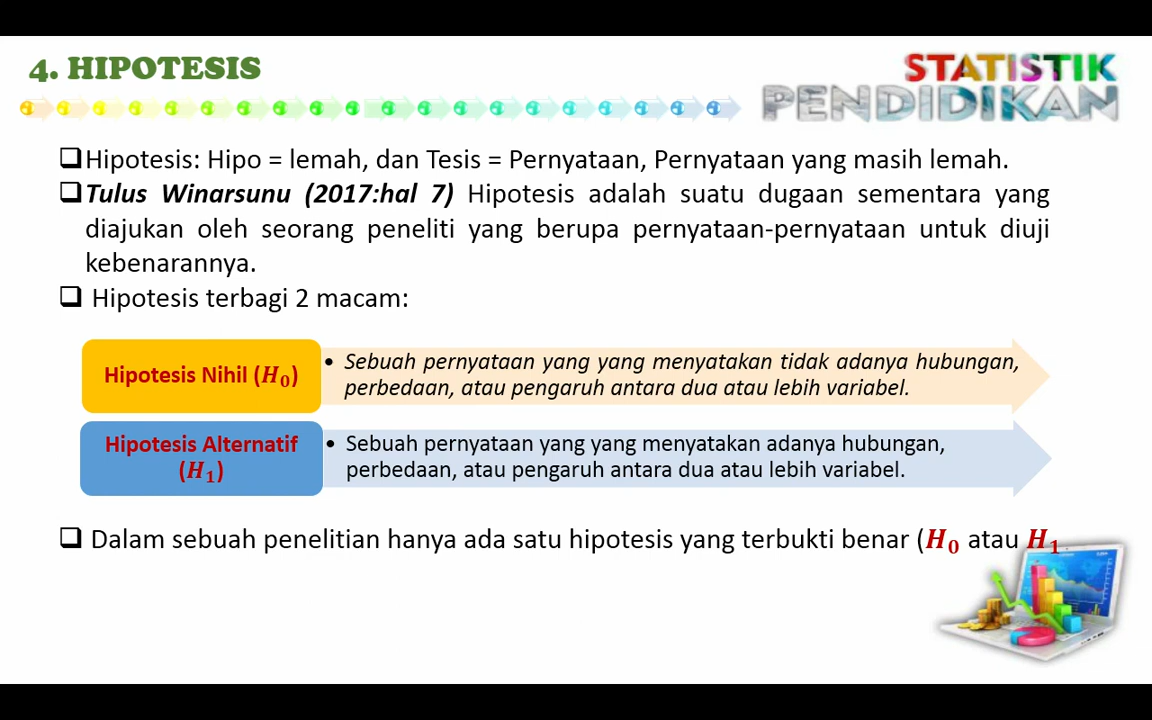 4. HIPOTESIS
STATISTIK
PENDIDIKAN
❑Hipotesis: Hipo = lemah, dan Tesis = Pernyataan, Pernyataan yang masih lemah.
❑Tulus Winarsunu (2017:hal 7) Hipotesis adalah suatu dugaan sementara yang
diajukan oleh seorang peneliti yang berupa pernyataan-pernyataan untuk diuji
kebenarannya.
❑ Hipotesis terbagi 2 macam:
Hipotesis Nihil (H₀)
• Sebuah pernyataan yang yang menyatakan tidak adanya hubungan,
perbedaan, atau pengaruh antara dua atau lebih variabel.
Hipotesis Alternatif
(H₁)
• Sebuah pernyataan yang yang menyatakan adanya hubungan,
perbedaan, atau pengaruh antara dua atau lebih variabel.
❑ Dalam sebuah penelitian hanya ada satu hipotesis yang terbukti benar (H₀ atau H₁